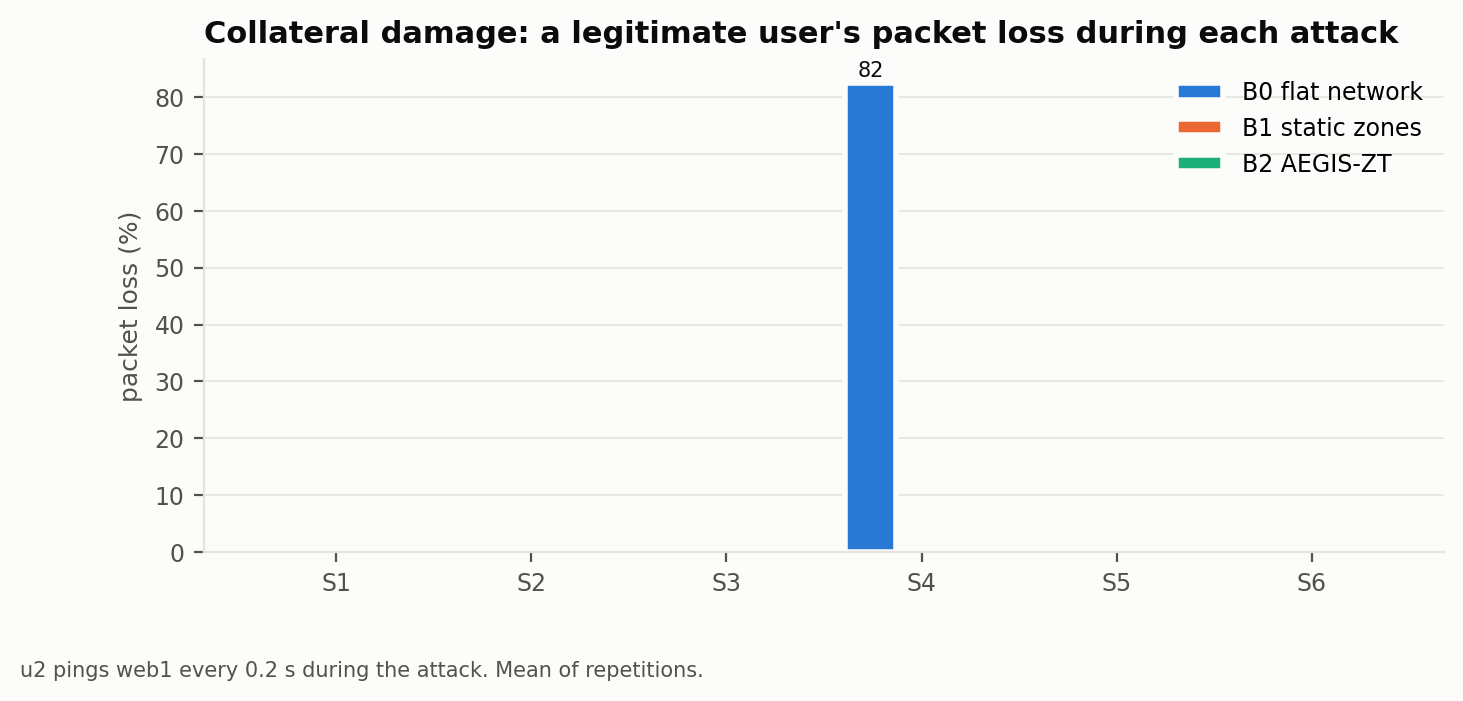 Collateral damage: a legitimate user's packet loss during each attack
82
B0 flat network
B1 static zones
B2 AEGIS-ZT
packet loss (%)
80
70
60
50
40
30
20
10
0
S1 S2 S3 S4 S5 S6
u2 pings web1 every 0.2 s during the attack. Mean of repetitions.